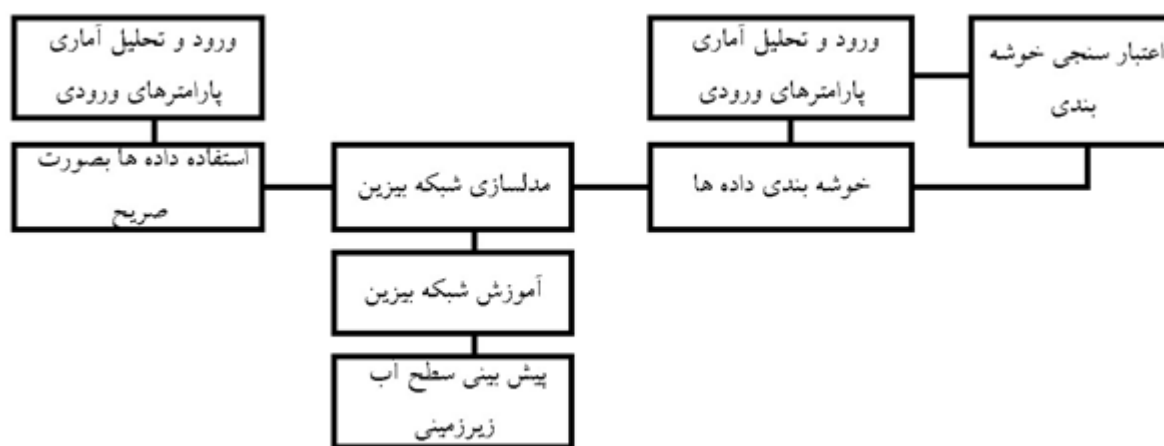 اعتبار سنجی خوشه
بندی
ورود و تحلیل آماری
پارامترهای ورودی
خوشه بندی داده ها
ورود و تحلیل آماری
پارامترهای ورودی
استفاده داده ها بصورت
صریح
مدلسازی شبکه بیزین
آموزش شبکه بیزین
پیش بینی سطح اب
زیرزمینی